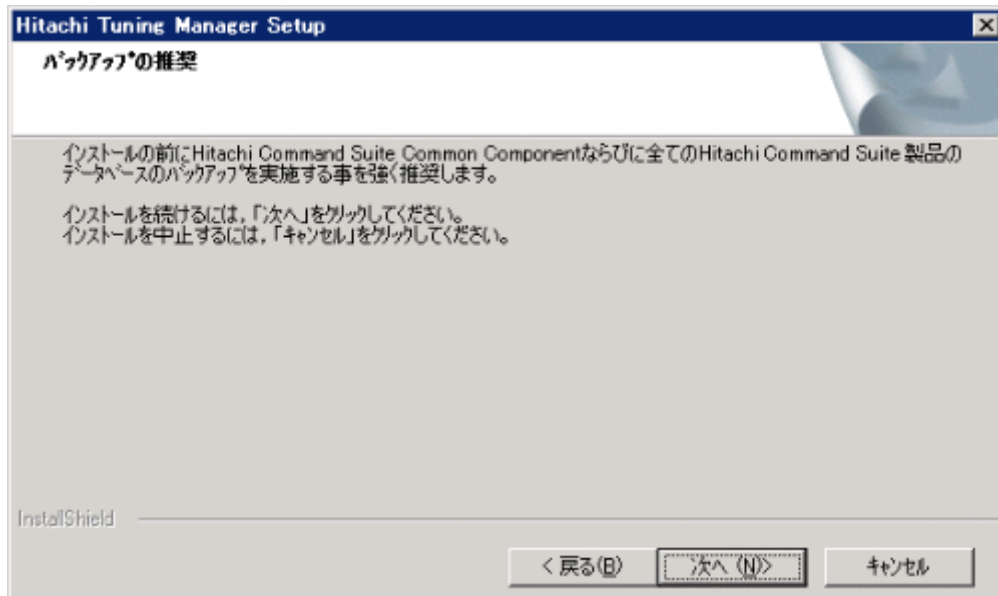 Hitachi Tuning Manager Setup
バックアップの推奨
インストールの前にHitachi Command Suite Common Componentならびに全てのHitachi Command Suite 製品の
データベースのバックアップを実施する事を強く推奨します。
インストールを続けるには，「次へ」をクリックしてください。
インストールを中止するには，「キャンセル」をクリックしてください。
InstallShield
< 戻る(B)
次へ (N)>
キャンセル